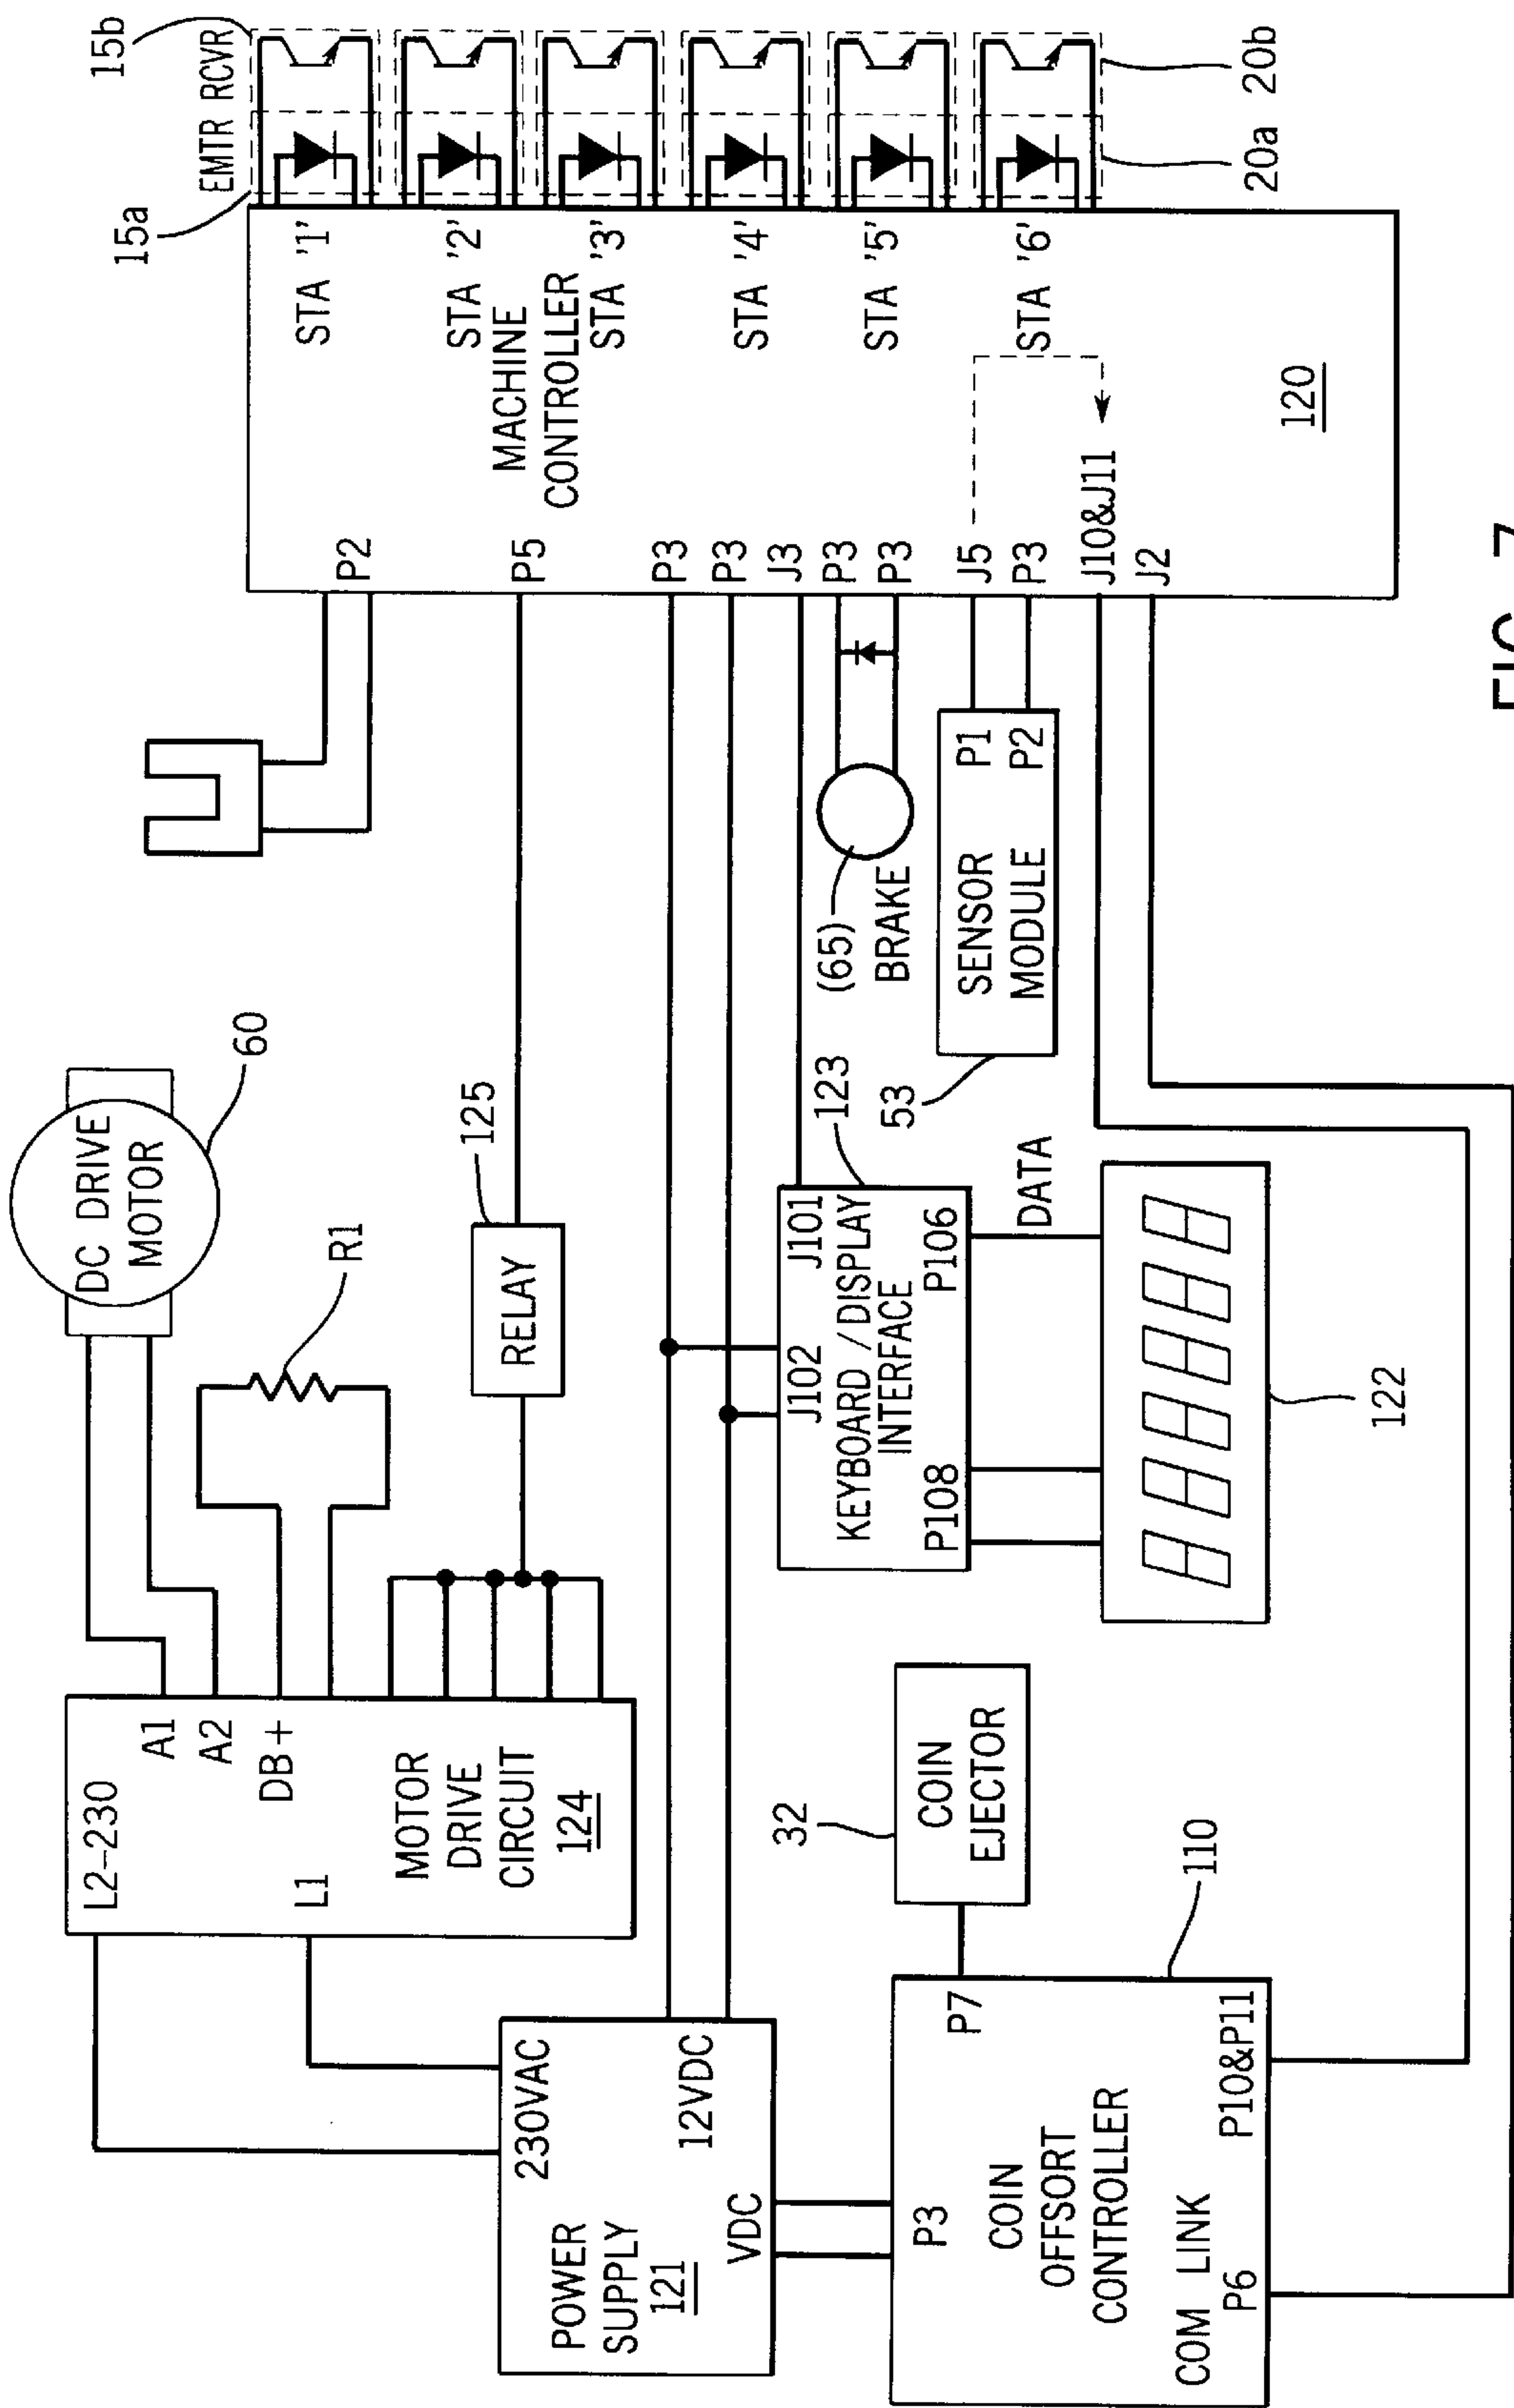 15b
EMTR RCVR
15a
STA '1'
STA '2'
STA '3'
STA '4'
STA '5'
STA '6'
20a
20b
MACHINE
CONTROLLER
120
P2
P5
P3
P3
J3
P3
P3
J5
P3
J10&J11
J2
DC DRIVE
MOTOR
60
R1
RELAY
125
L2-230
A1
A2
DB+
L1
MOTOR
DRIVE
CIRCUIT
124
(65)
BRAKE
SENSOR
MODULE
P1
P2
53
123
J101
J102
KEYBOARD / DISPLAY
INTERFACE
P106
P108
DATA
122
230VAC
12VDC
VDC
POWER
SUPPLY
121
32
COIN
EJECTOR
110
P7
P3
COIN
OFFSORT
CONTROLLER
P10&P11
COM LINK
P6